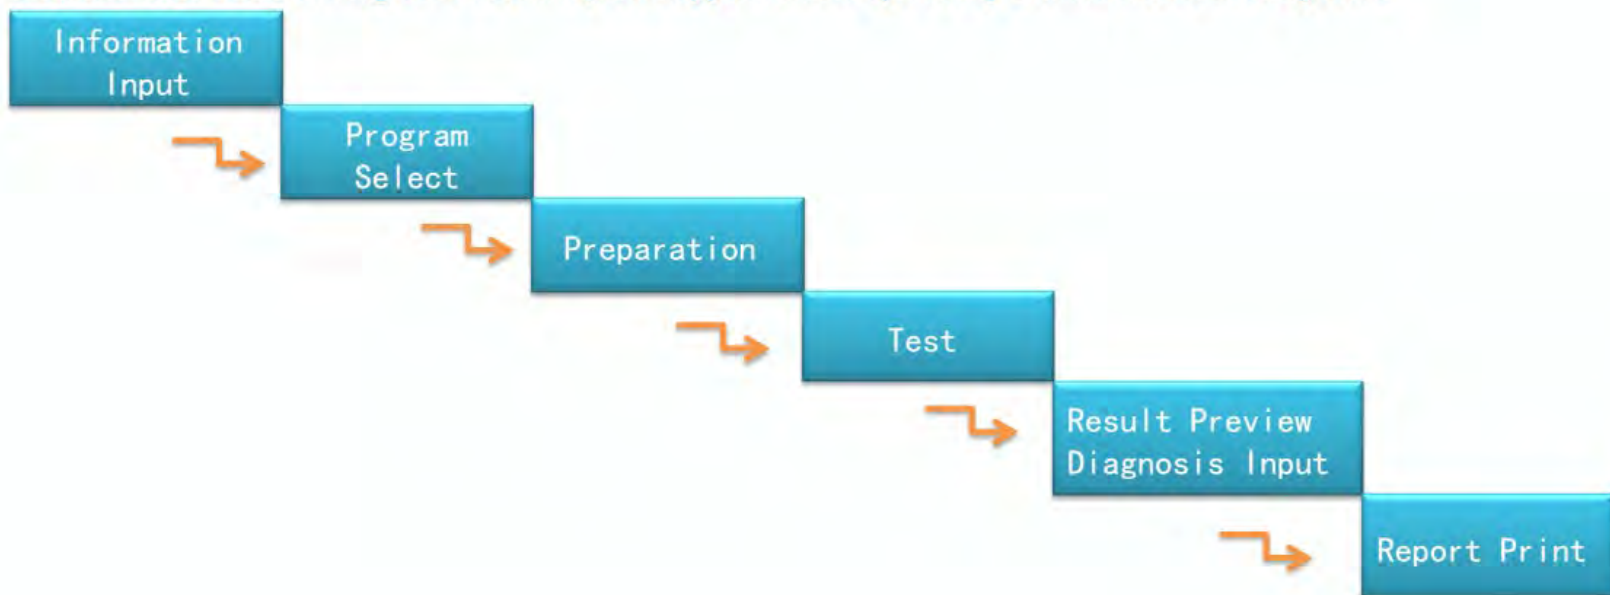 Information
Input
Program
Select
Preparation
Test
Result Preview
Diagnosis Input
Report Print